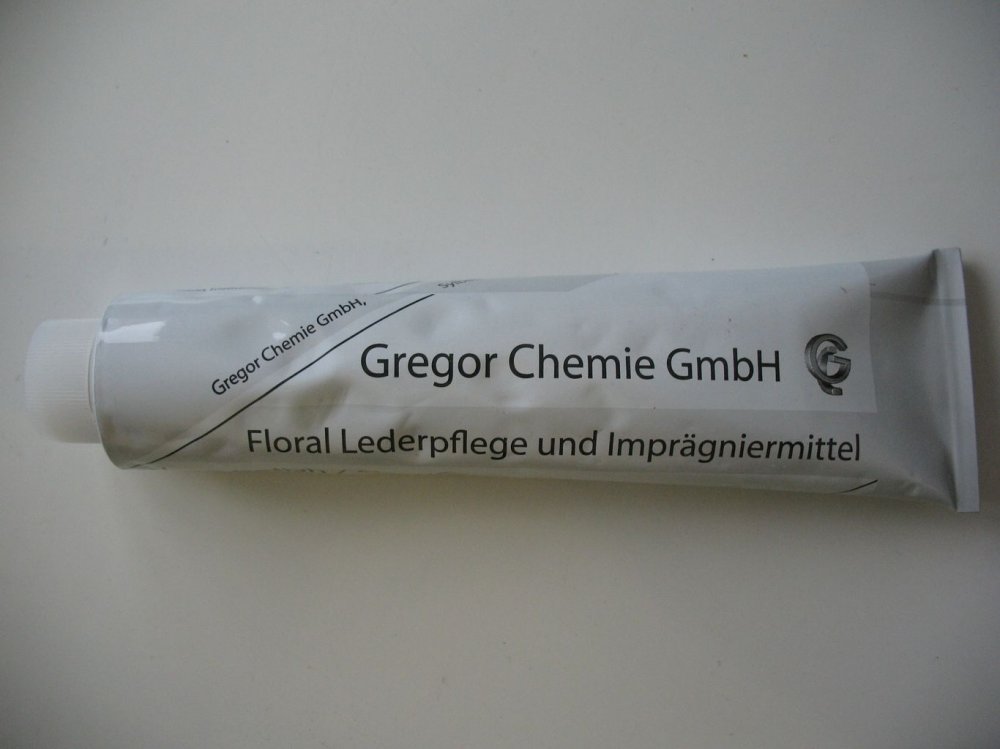 Gregor Chemie GmbH,
Gregor Chemie GmbH
Floral Lederpflege und Imprägniermittel